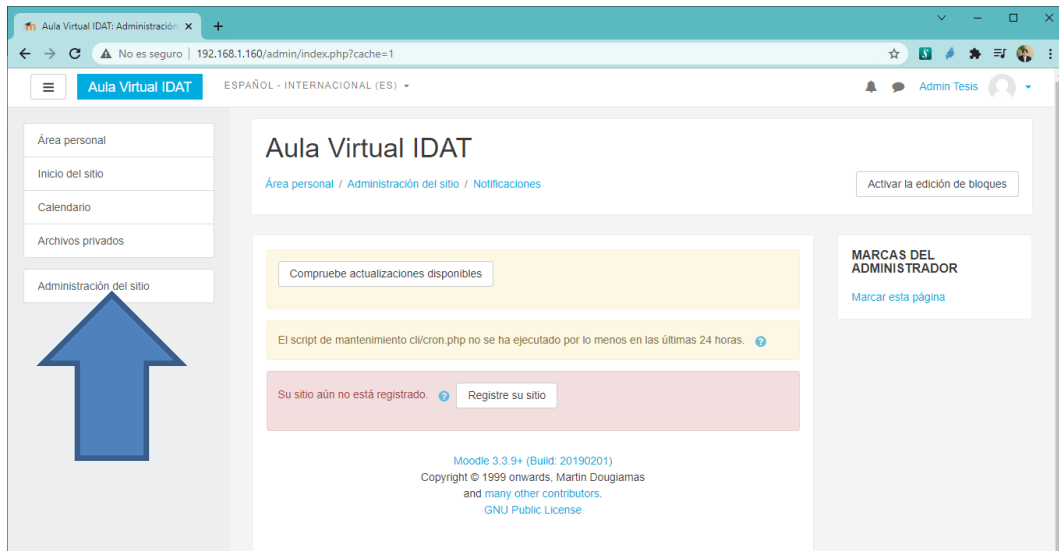 Aula Virtual IDAT: Administración
No es seguro | 192.168.1.160/admin/index.php?cache=1
Aula Virtual IDAT
ESPAÑOL - INTERNACIONAL (ES)
Admin Tesis
Área personal
Inicio del sitio
Calendario
Archivos privados
Administración del sitio
Aula Virtual IDAT
Área personal / Administración del sitio / Notificaciones
Activar la edición de bloques
Compruebe actualizaciones disponibles
El script de mantenimiento cli/cron.php no se ha ejecutado por lo menos en las últimas 24 horas.
Su sitio aún no está registrado.
Registre su sitio
Moodle 3.3.9+ (Build: 20190201)
Copyright © 1999 onwards, Martin Dougiamas
and many other contributors.
GNU Public License
MARCAS DEL
ADMINISTRADOR
Marcar esta página